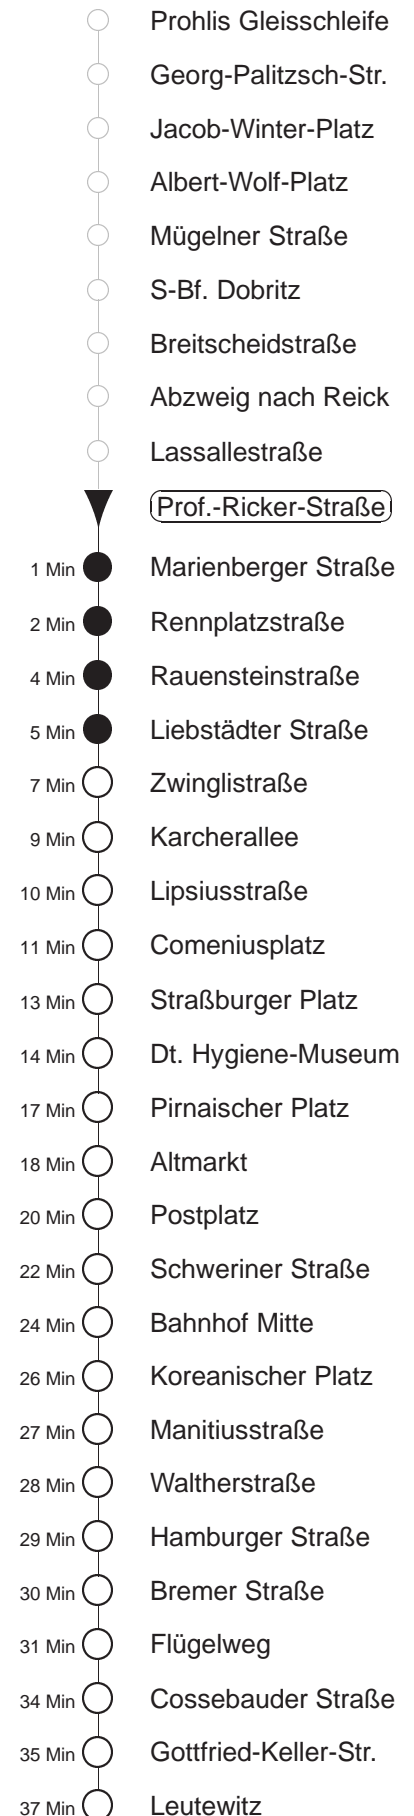 Prohlis Gleisschleife
Georg-Palitzsch-Str.
Jacob-Winter-Platz
Albert-Wolf-Platz
Mügelner Straße
S-Bf. Dobritz
Breitscheidstraße
Abzweig nach Reick
Lassallestraße
Prof.-Ricker-Straße
1 Min Marienberger Straße
2 Min Rennplatzstraße
4 Min Rauensteinstraße
5 Min Liebstädter Straße
7 Min Zwinglistraße
9 Min Karcherallee
10 Min Lipsiusstraße
11 Min Comeniusplatz
13 Min Straßburger Platz
14 Min Dt. Hygiene-Museum
17 Min Pirnaischer Platz
18 Min Altmarkt
20 Min Postplatz
22 Min Schweriner Straße
24 Min Bahnhof Mitte
26 Min Koreanischer Platz
27 Min Manitiusstraße
28 Min Waltherstraße
29 Min Hamburger Straße
30 Min Bremer Straße
31 Min Flügelweg
34 Min Cossebauder Straße
35 Min Gottfried-Keller-Str.
37 Min Leutewitz